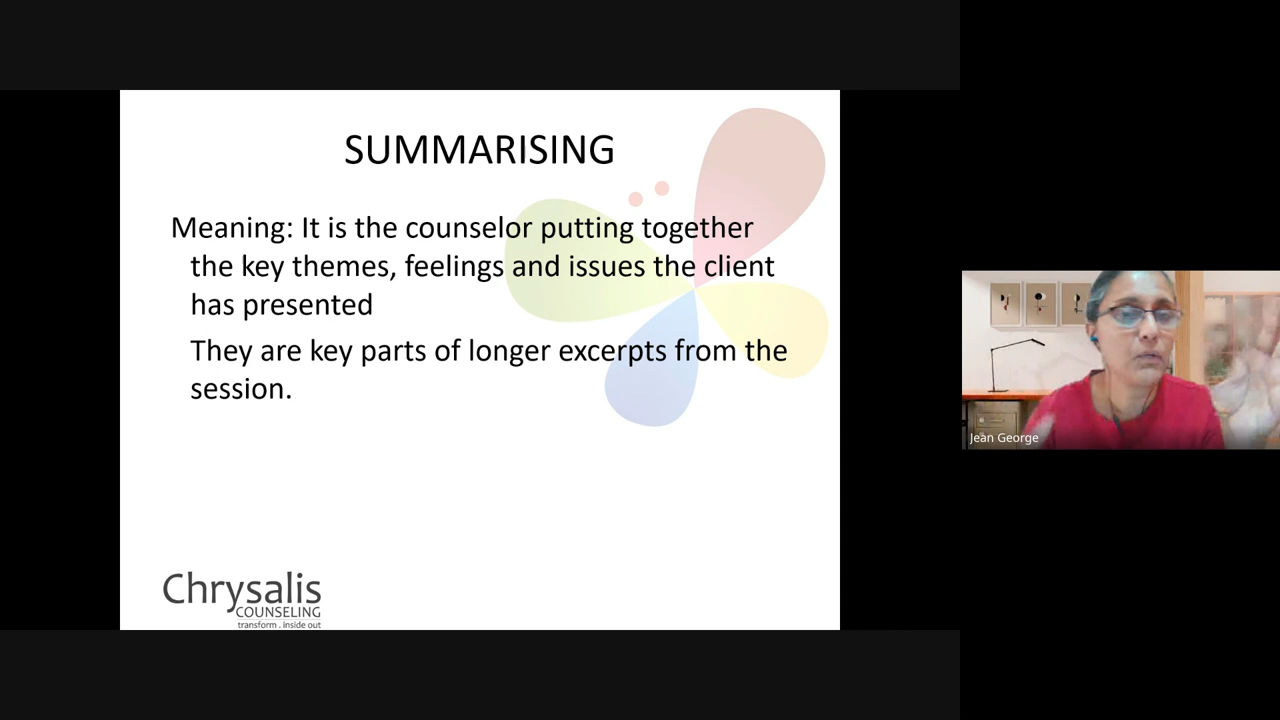 SUMMARISING
Meaning: It is the counselor putting together
the key themes, feelings and issues the client
has presented
They are key parts of longer excerpts from the
session.
Chrysalis
COUNSELING
transform . inside out
Jean George